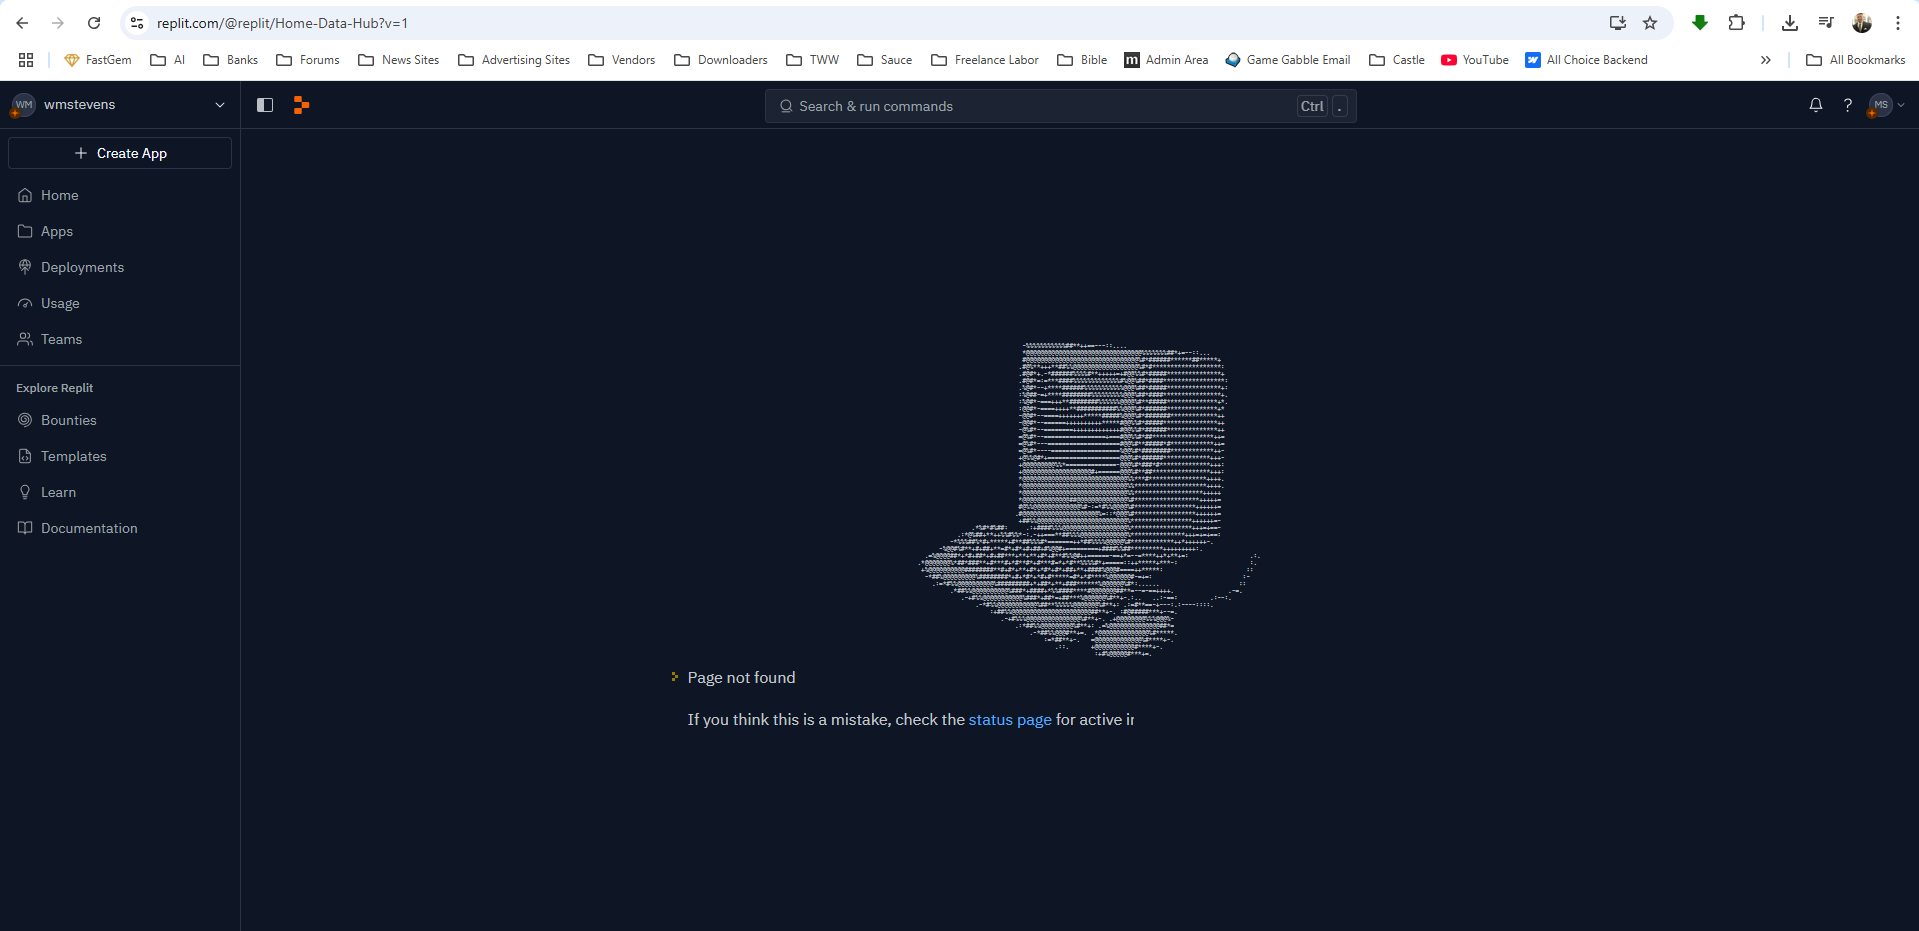 replit.com/@replit/Home-Data-Hub?v=1
FastGem AI Banks Forums News Sites Advertising Sites Vendors Downloaders TWW Sauce Freelance Labor Bible m Admin Area Game Gabble Email Castle YouTube All Choice Backend All Bookmarks
WM wmstevens Search & run commands Ctrl . ? MS
Create App
Home
Apps
Deployments
Usage
Teams
Explore Replit
Bounties
Templates
Learn
Documentation
Page not found
If you think this is a mistake, check the status page for active